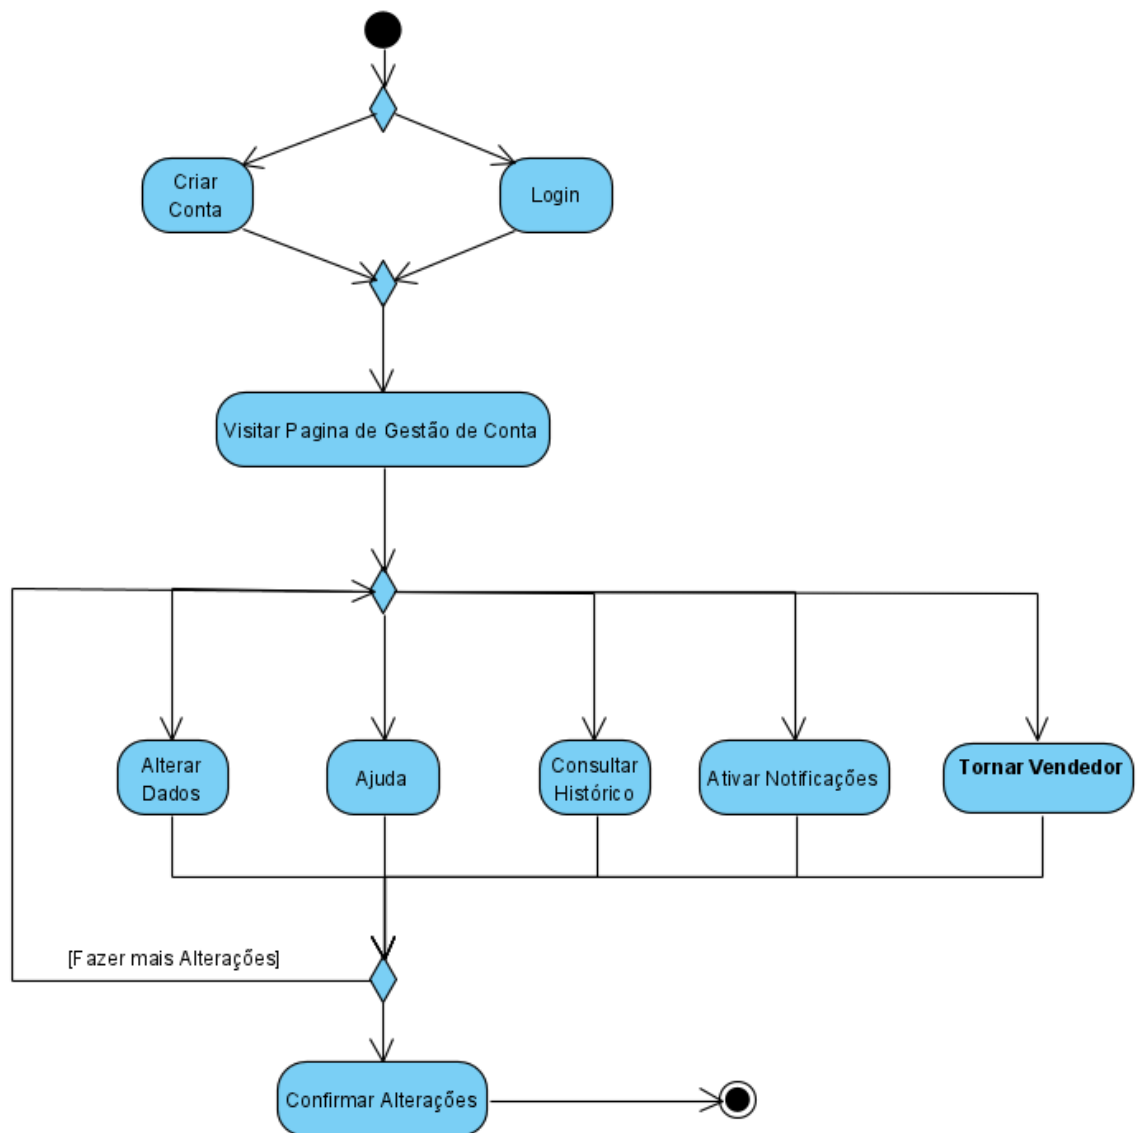 Criar
Conta
Login
Visitar Pagina de Gestão de Conta
Alterar
Dados
Ajuda
Consultar
Histórico
Ativar Notificações
Tornar Vendedor
[Fazer mais Alterações]
Confirmar Alterações